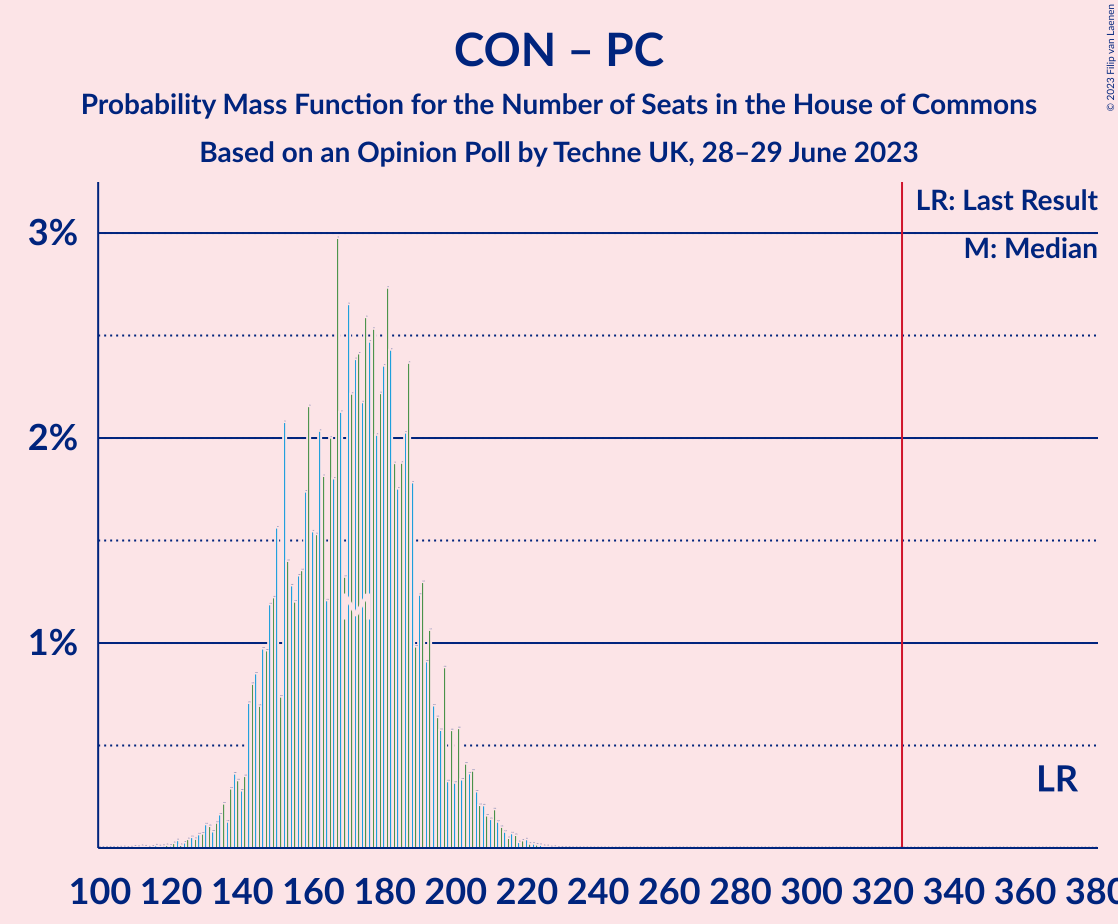 CON – PC
Probability Mass Function for the Number of Seats in the House of Commons
Based on an Opinion Poll by Techne UK, 28–29 June 2023
© 2023 Filip van Laenen
LR: Last Result
M: Median
3%
2%
1%
M
LR
100 120 140 160 180 200 220 240 260 280 300 320 340 360 380